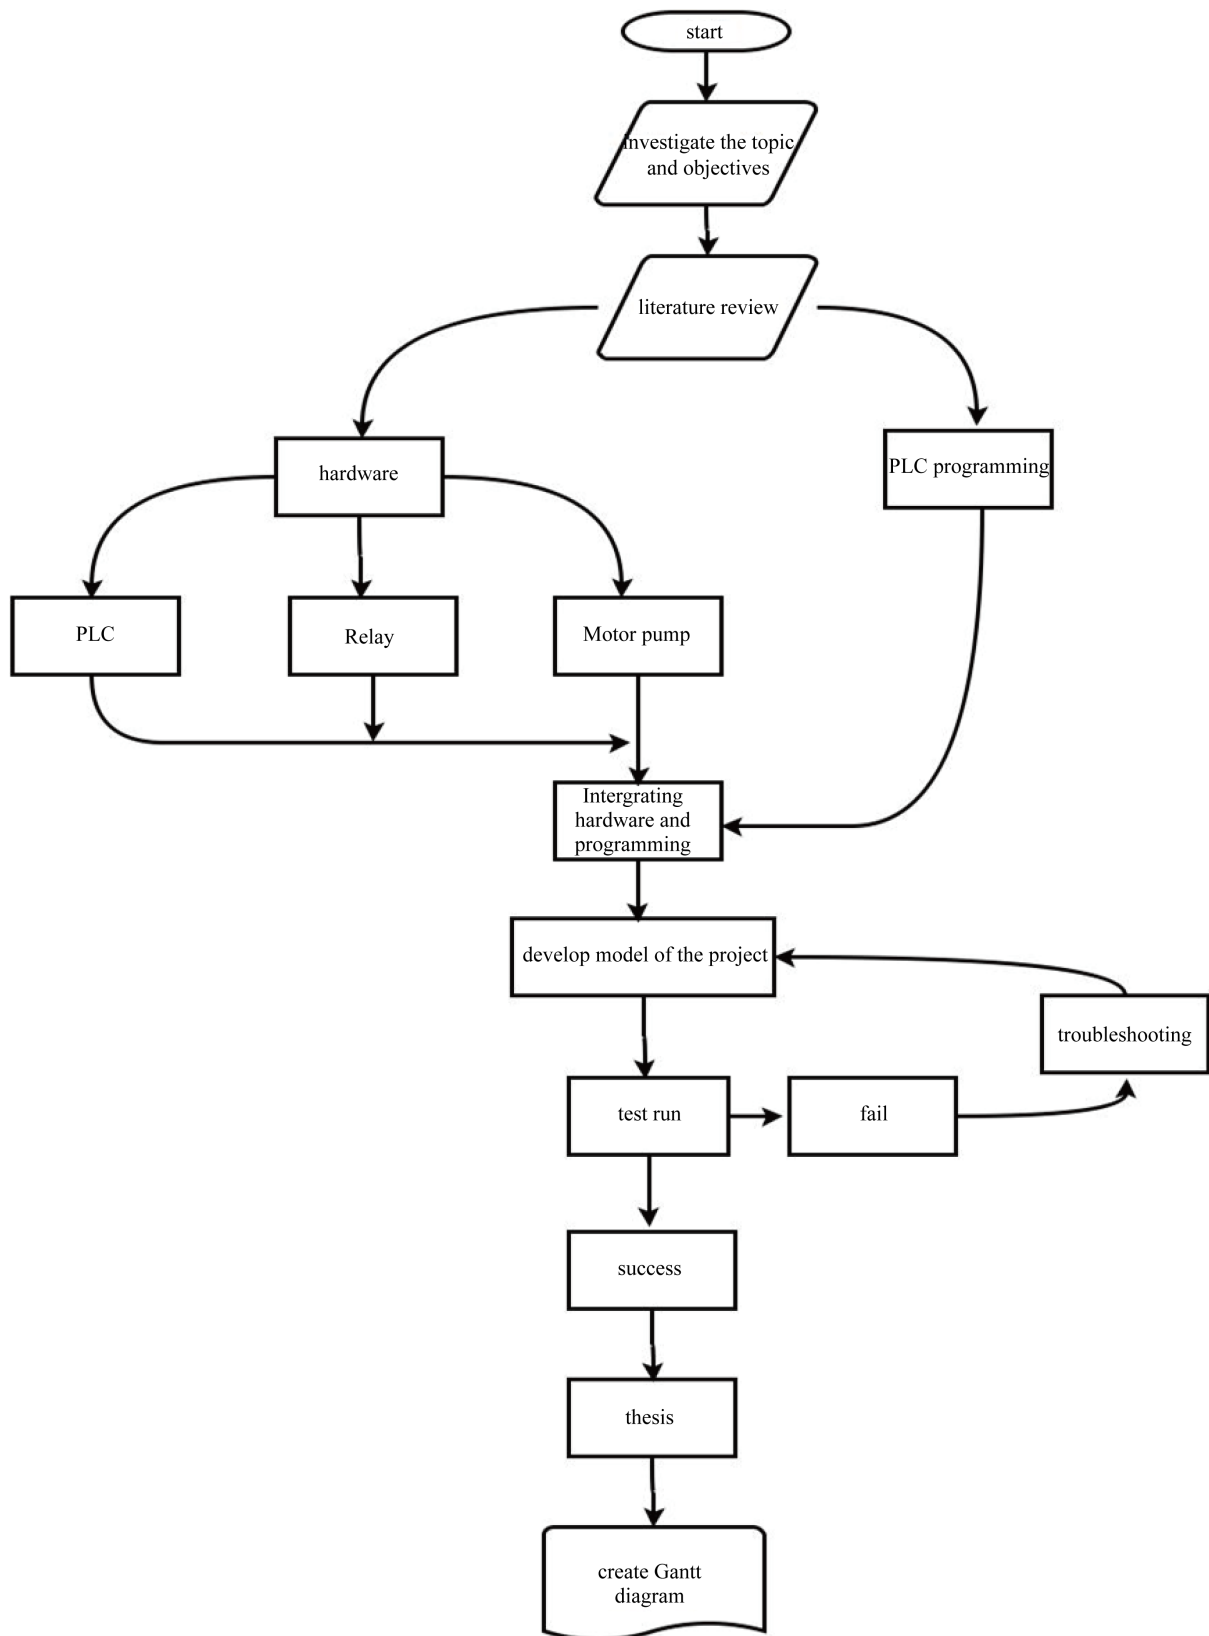 start
investigate the topic
and objectives
literature review
hardware
PLC programming
PLC
Relay
Motor pump
Intergrating
hardware and
programming
develop model of the project
troubleshooting
test run
fail
success
thesis
create Gantt
diagram